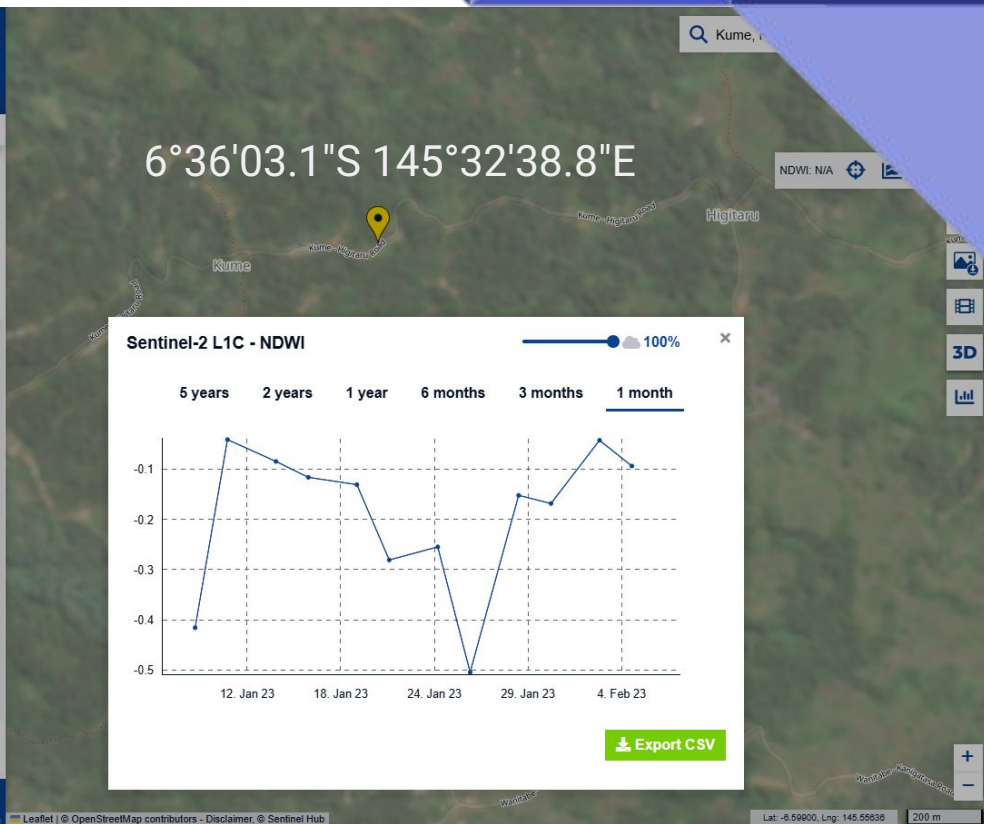 Kume,
6°36'03.1"S 145°32'38.8"E
NDWI: N/A
Kume - Higitaru Road
Higitaru
Kume - Higitaru Road
Kume
Sentinel-2 L1C - NDWI
100%
×
5 years 2 years 1 year 6 months 3 months 1 month
3D
-0.1
-0.2
-0.3
-0.4
-0.5
12. Jan 23 18. Jan 23 24. Jan 23 29. Jan 23 4. Feb 23
Export CSV
+
−
Wanitabe - Kanigatasa Road
Wanitabe
Leaflet | © OpenStreetMap contributors - Disclaimer, © Sentinel Hub
Lat: -6.59900, Lng: 145.55636
200 m